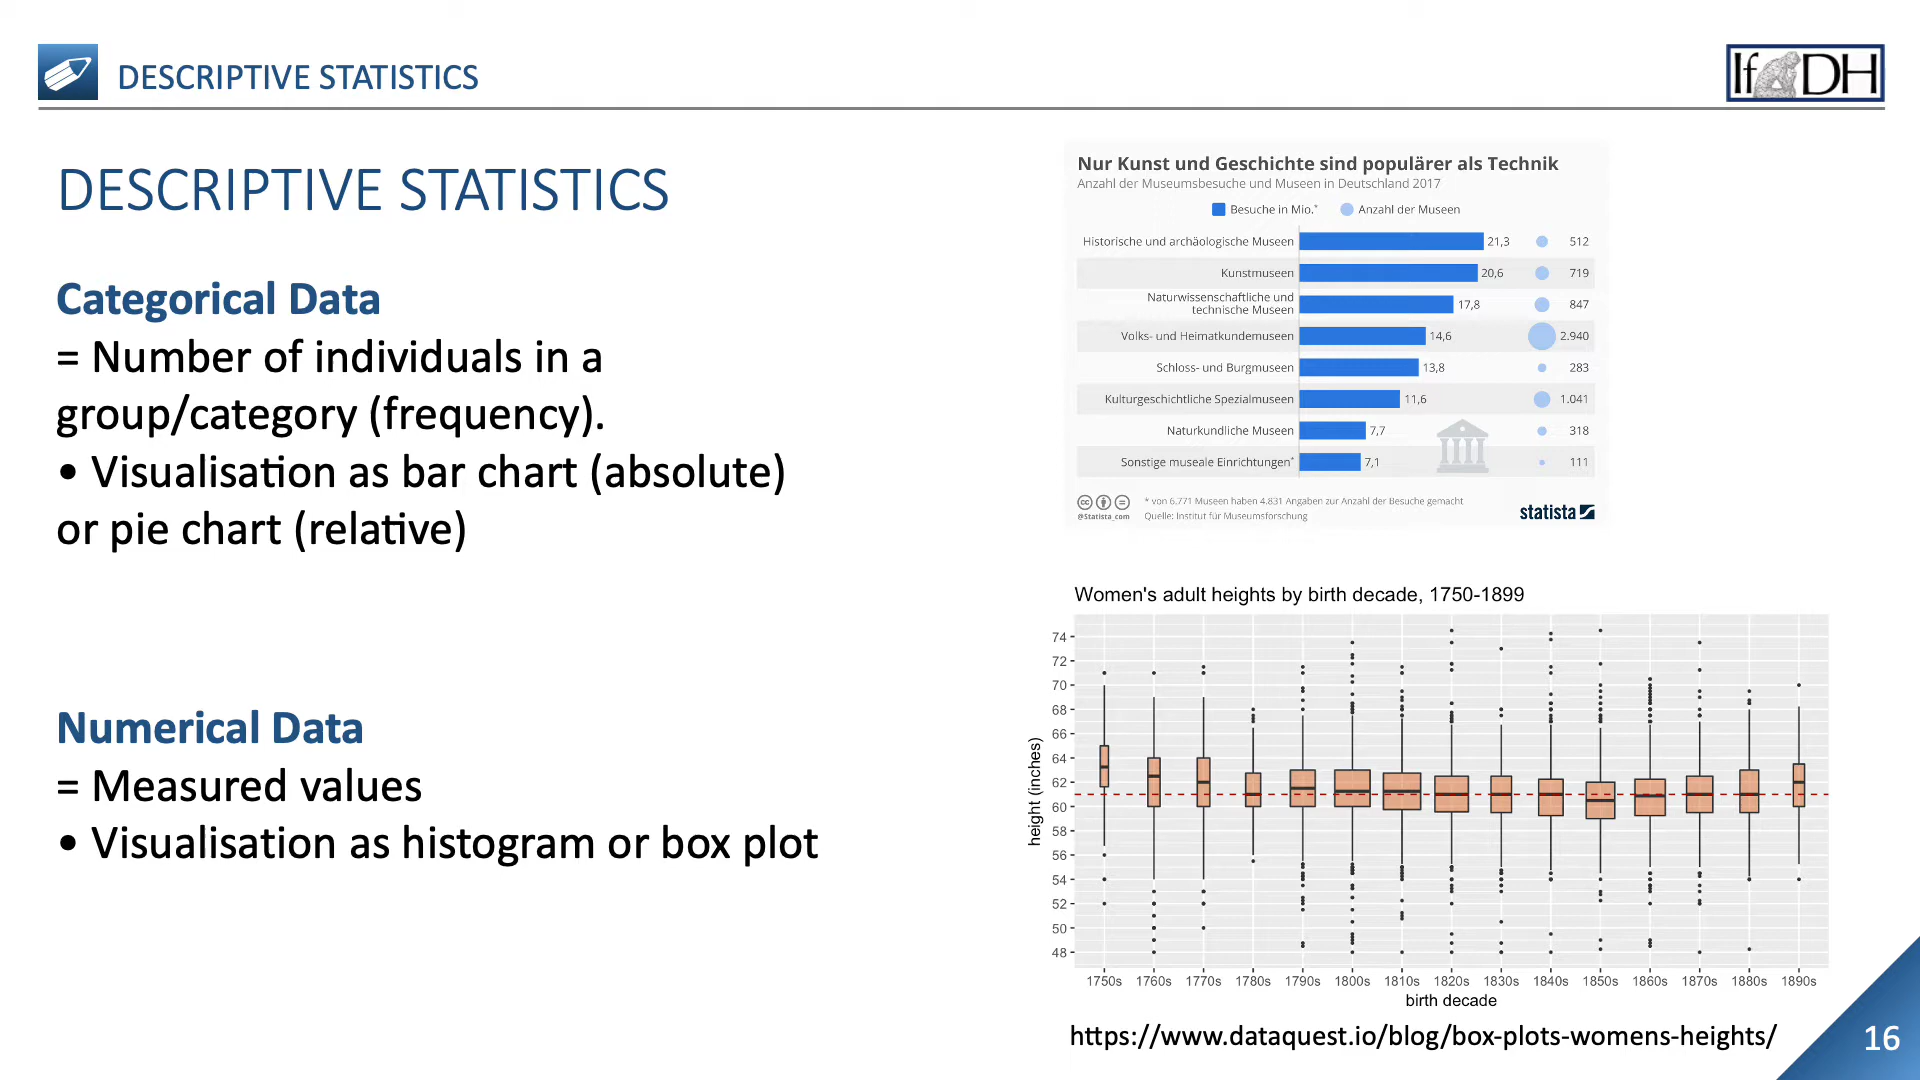 DESCRIPTIVE STATISTICS
IfDH
DESCRIPTIVE STATISTICS
Categorical Data
= Number of individuals in a
group/category (frequency).
• Visualisation as bar chart (absolute)
or pie chart (relative)
Numerical Data
= Measured values
• Visualisation as histogram or box plot
Nur Kunst und Geschichte sind populärer als Technik
Anzahl der Museumsbesuche und Museen in Deutschland 2017
Besuche in Mio.* Anzahl der Museen
Historische und archäologische Museen 21,3 512
Kunstmuseen 20,6 719
Naturwissenschaftliche und
technische Museen 17,8 847
Volks- und Heimatkundemuseen 14,6 2.940
Schloss- und Burgmuseen 13,8 283
Kulturgeschichtliche Spezialmuseen 11,6 1.041
Naturkundliche Museen 7,7 318
Sonstige museale Einrichtungen* 7,1 111
* von 6.771 Museen haben 4.831 Angaben zur Anzahl der Besuche gemacht
@Statista_com Quelle: Institut für Museumsforschung
statista
Women's adult heights by birth decade, 1750-1899
height (inches)
74
72
70
68
66
64
62
60
58
56
54
52
50
48
1750s 1760s 1770s 1780s 1790s 1800s 1810s 1820s 1830s 1840s 1850s 1860s 1870s 1880s 1890s
birth decade
https://www.dataquest.io/blog/box-plots-womens-heights/
16